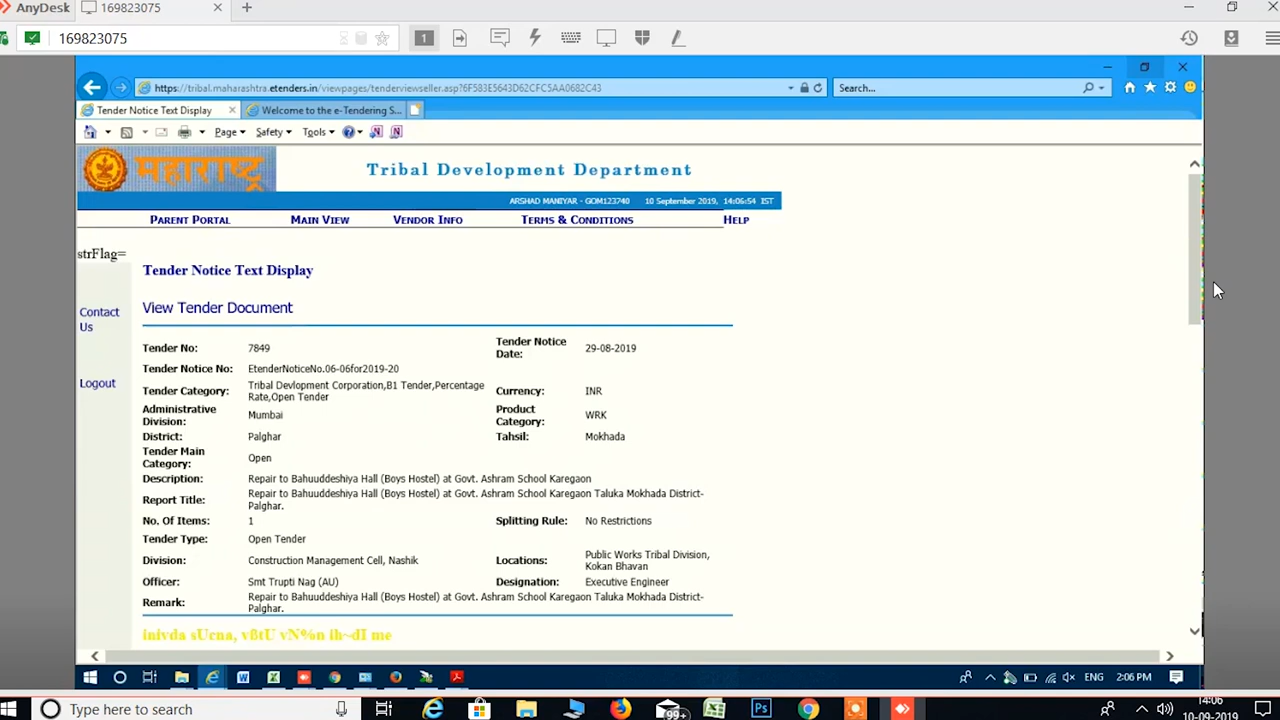 AnyDesk 169823075
169823075 1
https://tribal.maharashtra.etenders.in/viewpages/tenderviewseller.asp?6F5B3E5643D62CFC5AA0682C43 Search...
Tender Notice Text Display Welcome to the e-Tendering S...
Page Safety Tools
महाराष्ट्र Tribal Development Department
ARSHAD MANIYAR - GOM123740 10 September 2019, 14:06:54 IST
PARENT PORTAL MAIN VIEW VENDOR INFO TERMS & CONDITIONS HELP
strFlag=
Tender Notice Text Display
View Tender Document
Contact Us
Logout
Tender No: 7849 Tender Notice Date: 29-08-2019
Tender Notice No: EtenderNoticeNo.06-06for2019-20
Tender Category: Tribal Devlopment Corporation,B1 Tender,Percentage Rate,Open Tender Currency: INR
Administrative Division: Mumbai Product Category: WRK
District: Palghar Tahsil: Mokhada
Tender Main Category: Open
Description: Repair to Bahuuddeshiya Hall (Boys Hostel) at Govt. Ashram School Karegaon
Report Title: Repair to Bahuuddeshiya Hall (Boys Hostel) at Govt. Ashram School Karegaon Taluka Mokhada District-Palghar.
No. Of Items: 1 Splitting Rule: No Restrictions
Tender Type: Open Tender
Division: Construction Management Cell, Nashik Locations: Public Works Tribal Division, Kokan Bhavan
Officer: Smt Trupti Nag (AU) Designation: Executive Engineer
Remark: Repair to Bahuuddeshiya Hall (Boys Hostel) at Govt. Ashram School Karegaon Taluka Mokhada District-Palghar.
inivda sUcna, vßtU vN%n ih~dI me
ENG 2:06 PM
Type here to search 99+ 14:06
10-09-2019